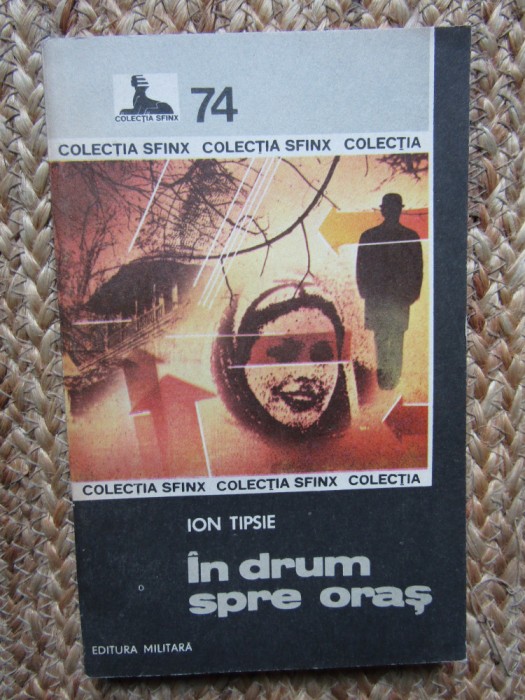 COLECȚIA SFINX
74
COLECȚIA SFINX COLECȚIA SFINX COLECȚIA
COLECȚIA SFINX COLECȚIA SFINX COLECȚIA
ION TIPSIE
În drum
spre oraș
EDITURA MILITARĂ